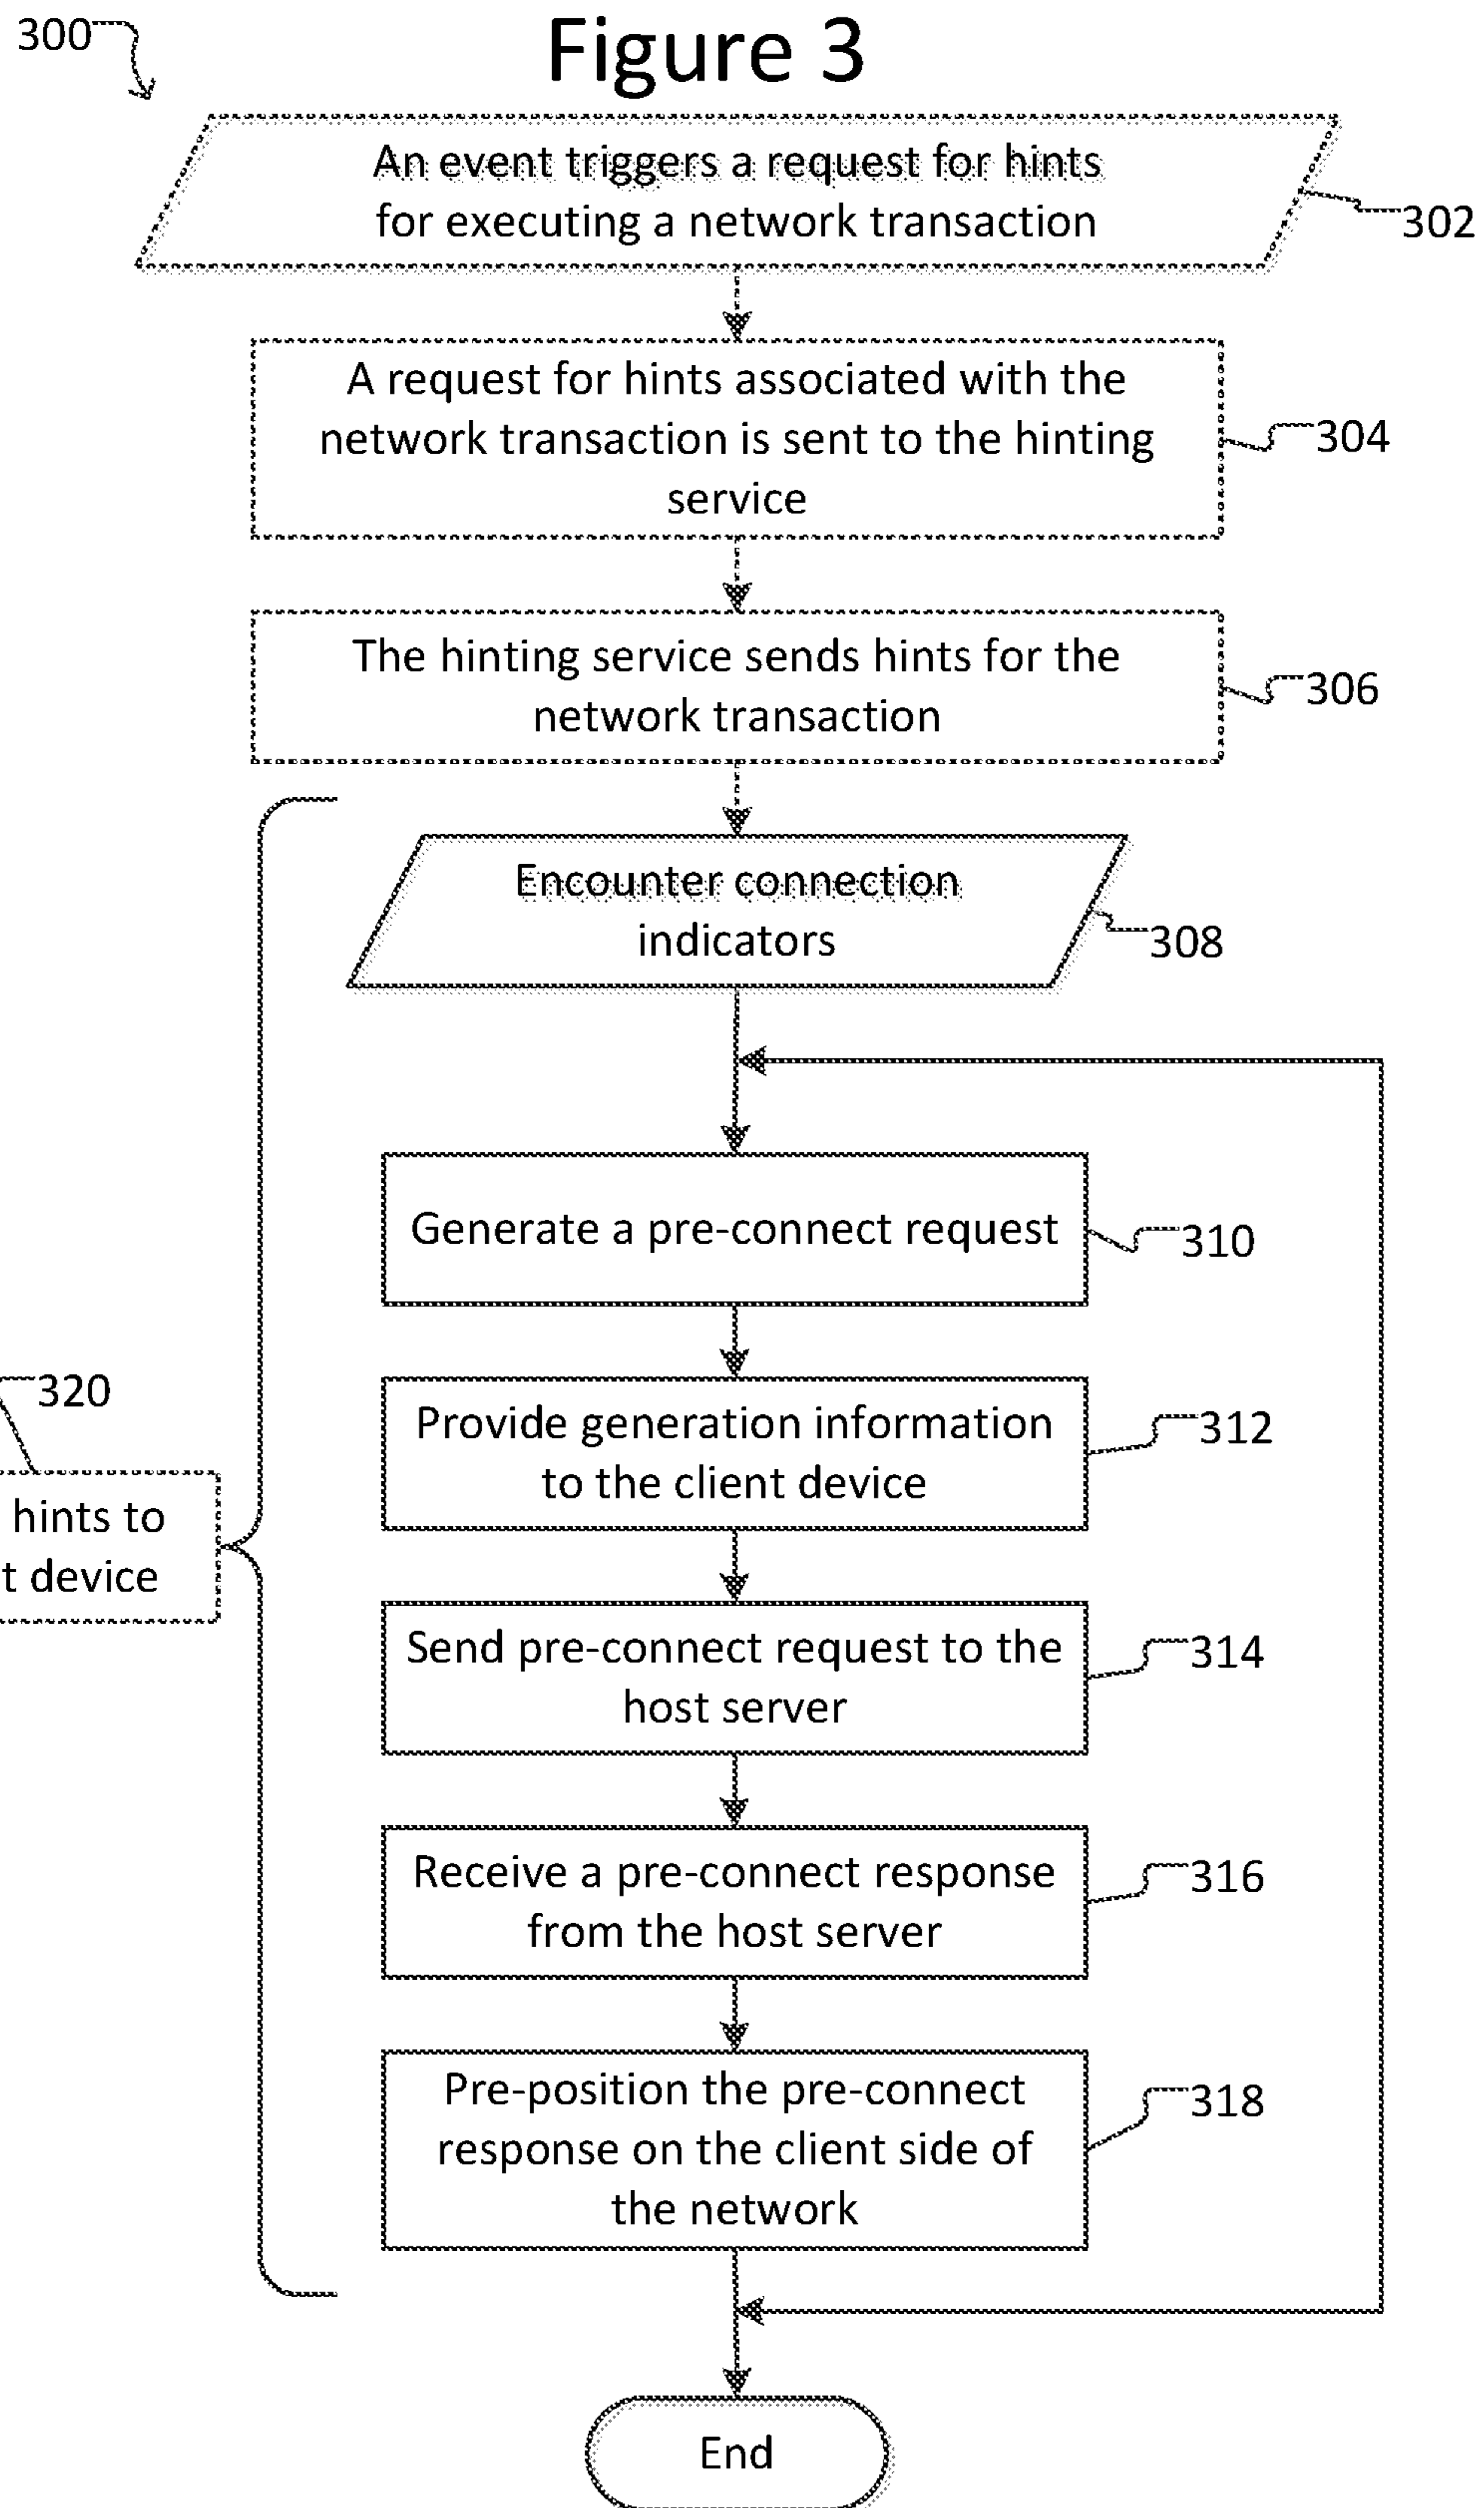 300
Figure 3
An event triggers a request for hints
for executing a network transaction
302
A request for hints associated with the
network transaction is sent to the hinting
service
304
The hinting service sends hints for the
network transaction
306
Encounter connection
indicators
308
Generate a pre-connect request
310
320
Provide generation information
to the client device
312
hints to
t device
Send pre-connect request to the
host server
314
Receive a pre-connect response
from the host server
316
Pre-position the pre-connect
response on the client side of
the network
318
End